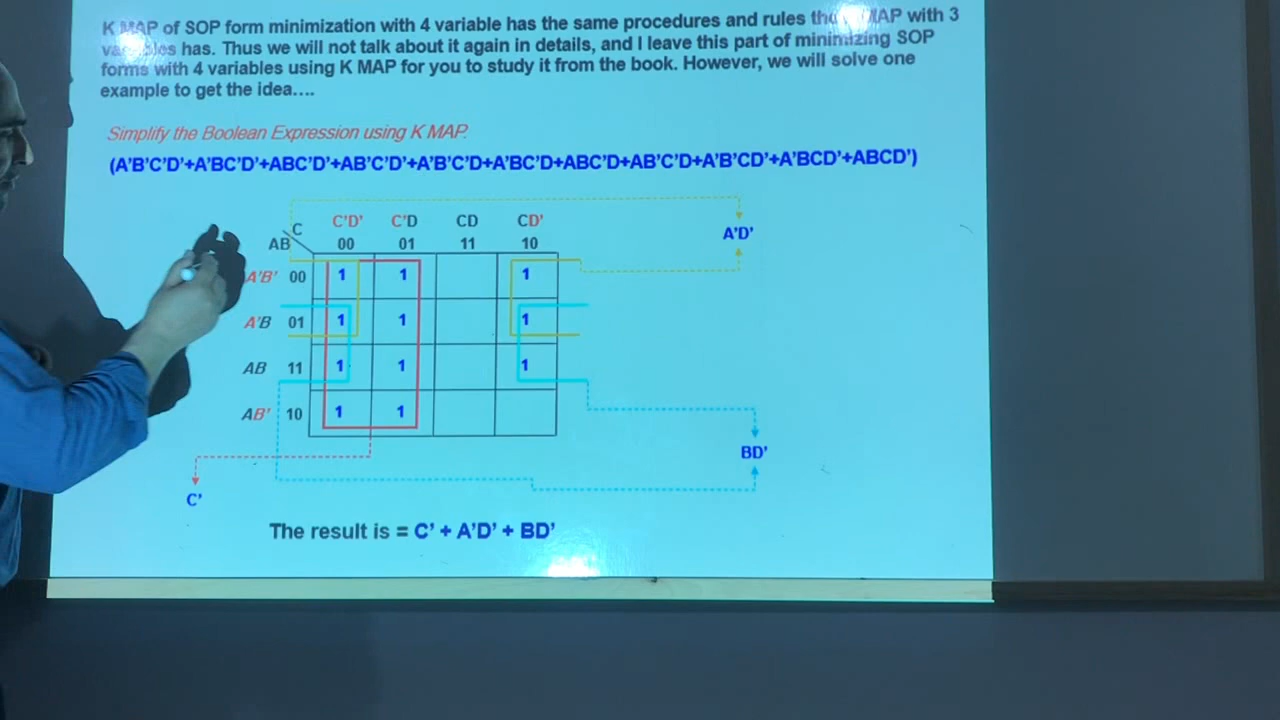 K MAP of SOP form minimization with 4 variable has the same procedures and rules MAP with 3
has. Thus we will not talk about it again in details, and I leave this part of minimizing SOP
forms with 4 variables using K MAP for you to study it from the book. However, we will solve one
example to get the idea....
Simplify the Boolean Expression using K MAP.
(A'B'C'D'+A'BC'D'+ABC'D'+AB'C'D'+A'B'C'D+A'BC'D+ABC'D+AB'C'D+A'B'CD'+A'BCD'+ABCD')
C'D' C'D CD CD'
C
AB 00 01 11 10
A'D'
A'B' 00 1 1 1
A'B 01 1 1 1
AB 11 1 1 1
AB' 10 1 1
BD'
C'
The result is = C' + A'D' + BD'